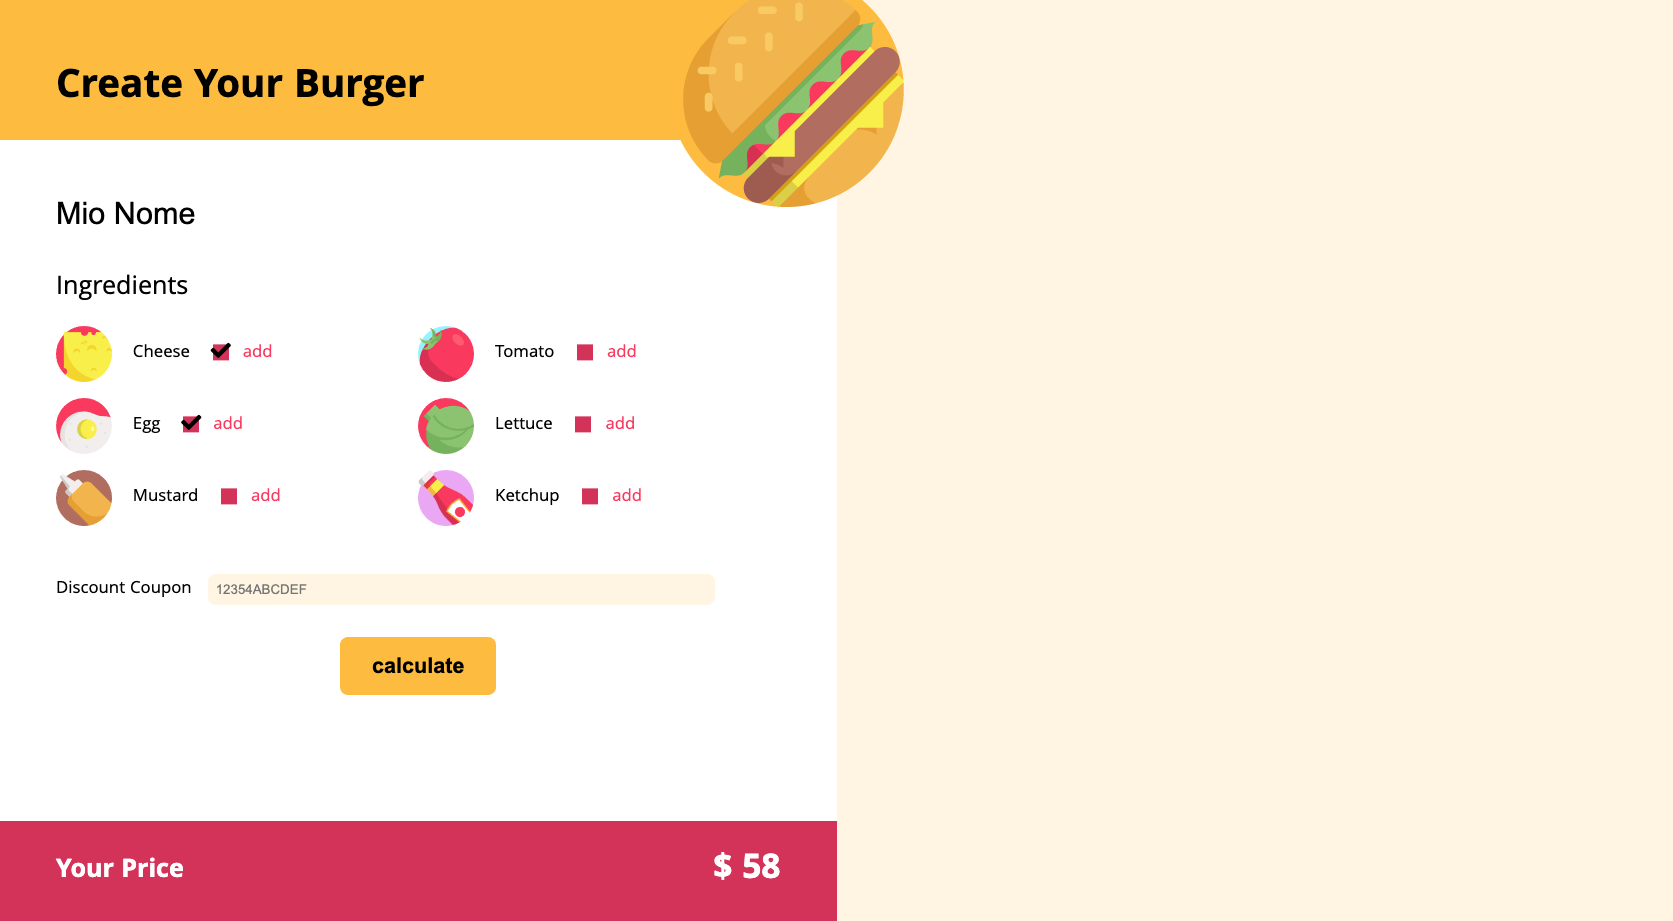 Create Your Burger
Mio Nome
Ingredients
Cheese add
Tomato add
Egg add
Lettuce add
Mustard add
Ketchup add
Discount Coupon 12354ABCDEF
calculate
Your Price $ 58